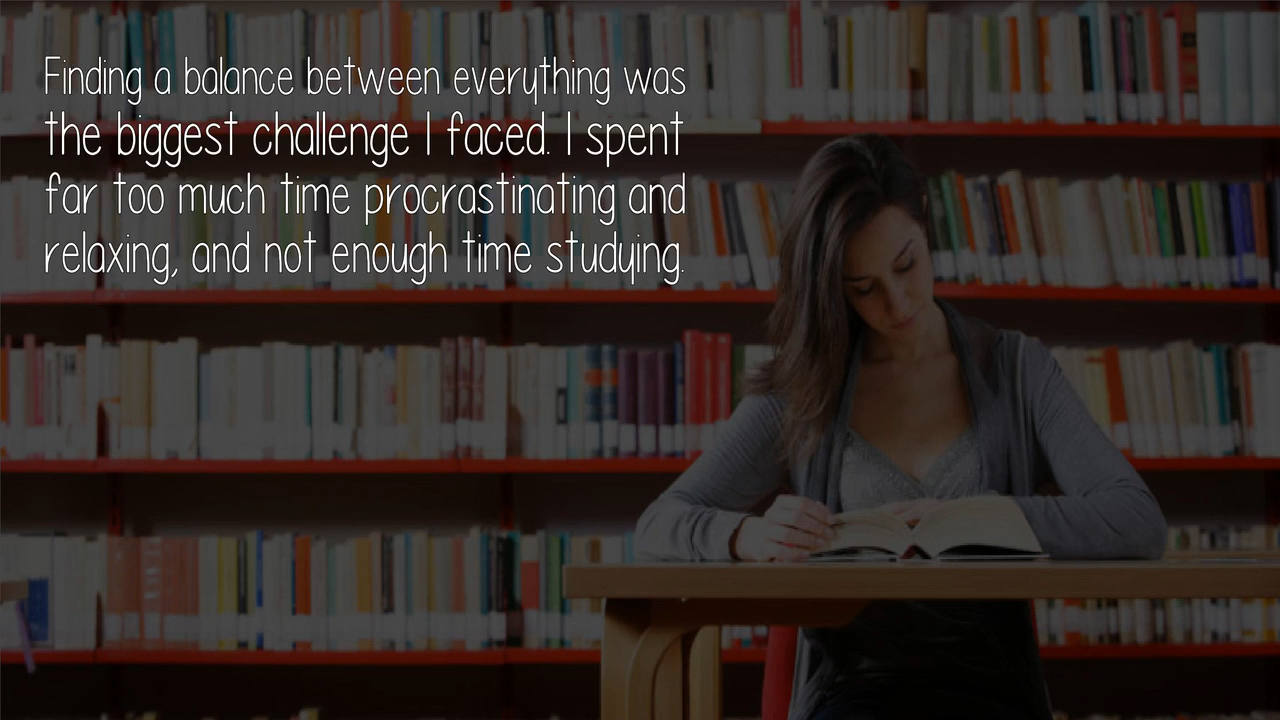 Finding a balance between everything was
the biggest challenge I faced. I spent
far too much time procrastinating and
relaxing, and not enough time studying.